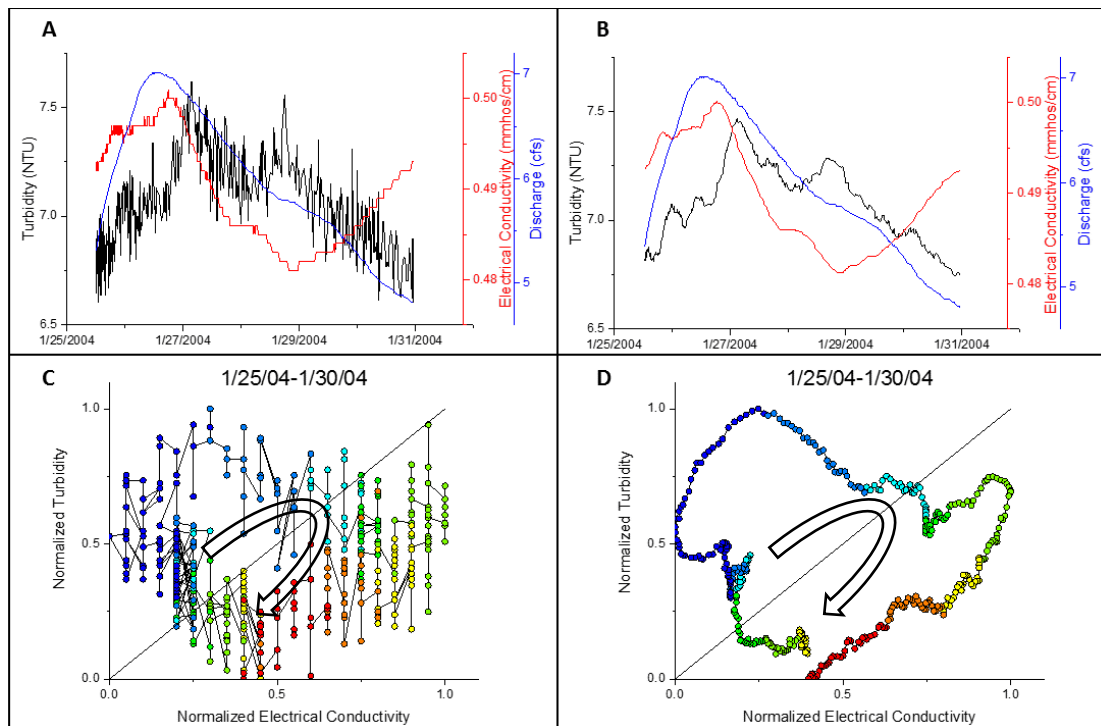 A
Turbidity (NTU)
7.5
7.0
6.5
1/25/2004
1/27/2004
1/29/2004
1/31/2004
0.50
0.49
0.48
Electrical Conductivity (mmhos/cm)
7
6
5
Discharge (cfs)
B
Turbidity (NTU)
7.5
7.0
6.5
1/25/2004
1/27/2004
1/29/2004
1/31/2004
0.50
0.49
0.48
Electrical Conductivity (mmhos/cm)
7
6
5
Discharge (cfs)
C
1/25/04-1/30/04
Normalized Turbidity
1.0
0.5
0.0
0.0
0.5
1.0
Normalized Electrical Conductivity
D
1/25/04-1/30/04
Normalized Turbidity
1.0
0.5
0.0
0.0
0.5
1.0
Normalized Electrical Conductivity